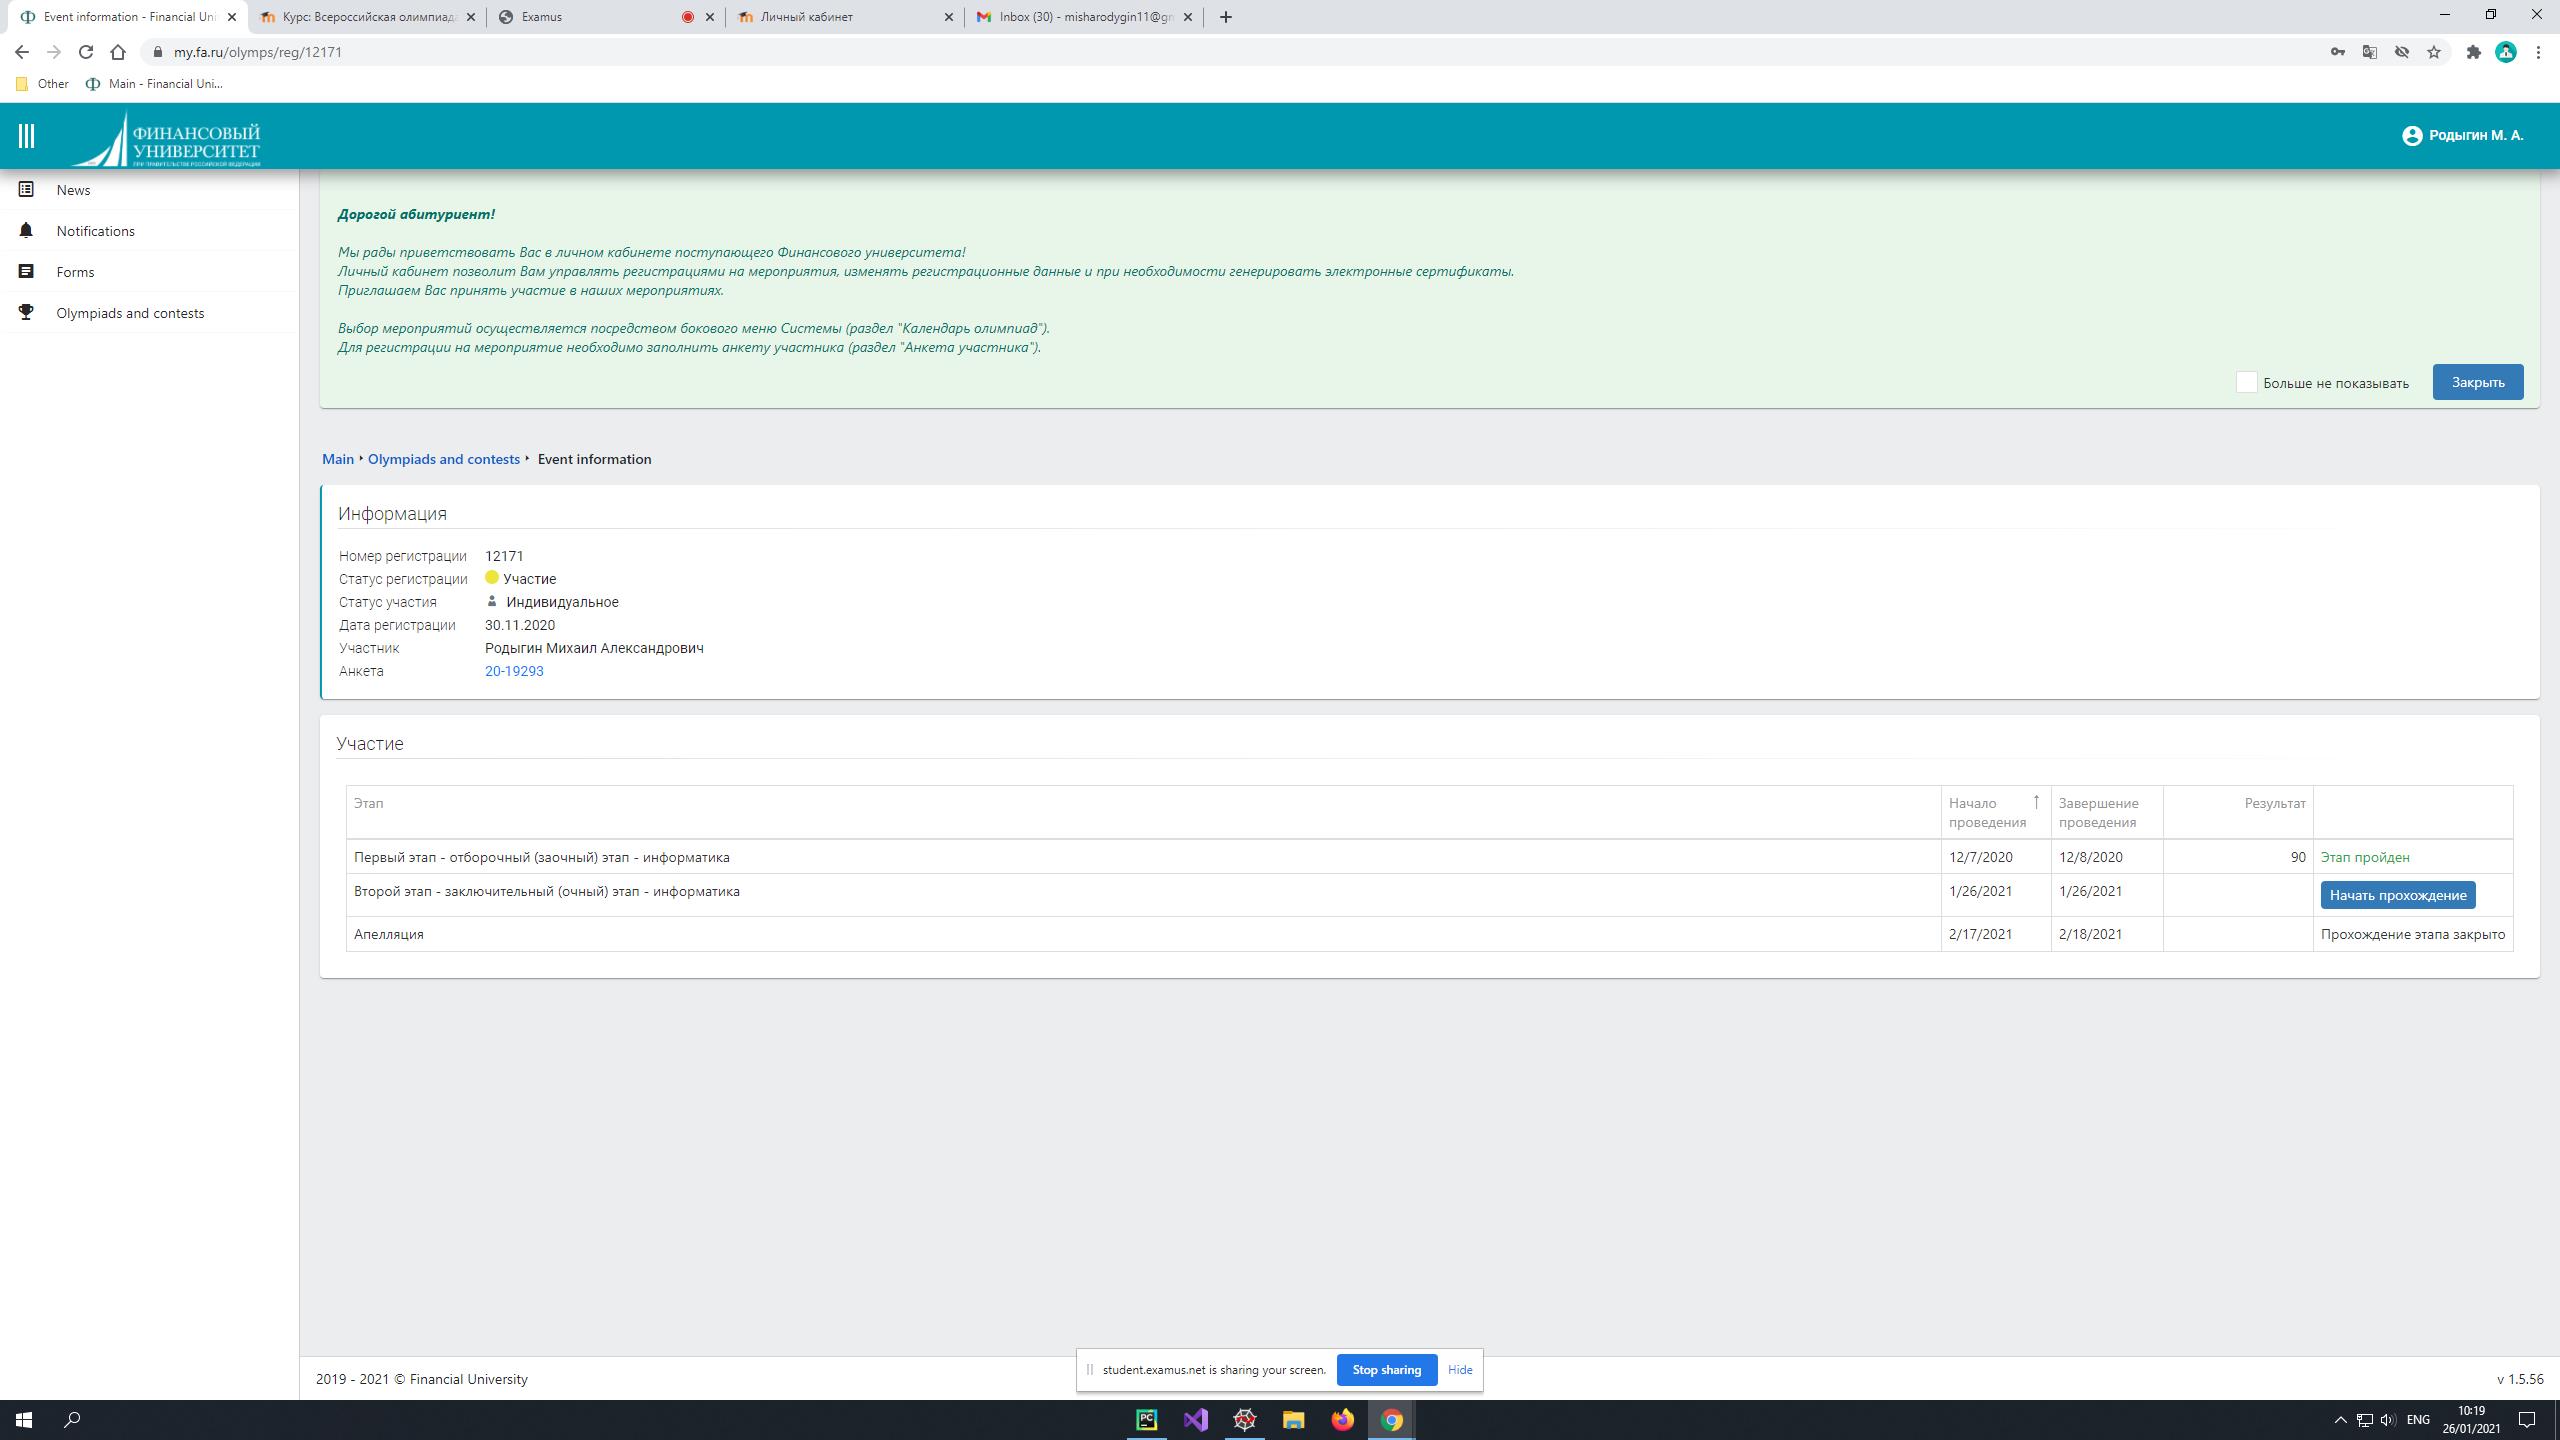 Event information - Financial Uni
Курс: Всероссийская олимпиада
Examus
Личный кабинет
Inbox (30) - misharodygin11@gm
my.fa.ru/olymps/reg/12171
Other
Main - Financial Uni...
ФИНАНСОВЫЙ
УНИВЕРСИТЕТ
ПРИ ПРАВИТЕЛЬСТВЕ РОССИЙСКОЙ ФЕДЕРАЦИИ
Родыгин М. А.
News
Notifications
Forms
Olympiads and contests
Дорогой абитуриент!
Мы рады приветствовать Вас в личном кабинете поступающего Финансового университета!
Личный кабинет позволит Вам управлять регистрациями на мероприятия, изменять регистрационные данные и при необходимости генерировать электронные сертификаты.
Приглашаем Вас принять участие в наших мероприятиях.
Выбор мероприятий осуществляется посредством бокового меню Системы (раздел "Календарь олимпиад").
Для регистрации на мероприятие необходимо заполнить анкету участника (раздел "Анкета участника").
Больше не показывать Закрыть
Main Olympiads and contests Event information
Информация
Номер регистрации 12171
Статус регистрации Участие
Статус участия Индивидуальное
Дата регистрации 30.11.2020
Участник Родыгин Михаил Александрович
Анкета 20-19293
Участие
Этап Начало проведения ↑ Завершение проведения Результат
Первый этап - отборочный (заочный) этап - информатика 12/7/2020 12/8/2020 90 Этап пройден
Второй этап - заключительный (очный) этап - информатика 1/26/2021 1/26/2021 Начать прохождение
Апелляция 2/17/2021 2/18/2021 Прохождение этапа закрыто
student.examus.net is sharing your screen. Stop sharing Hide
2019 - 2021 © Financial University
v 1.5.56
PC
ENG
10:19
26/01/2021